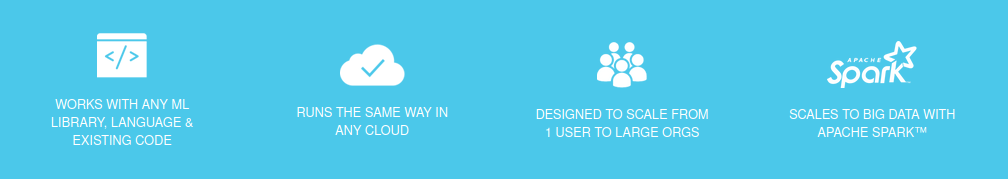 </>
WORKS WITH ANY ML
LIBRARY, LANGUAGE &
EXISTING CODE
RUNS THE SAME WAY IN
ANY CLOUD
DESIGNED TO SCALE FROM
1 USER TO LARGE ORGS
APACHE
Spark™
SCALES TO BIG DATA WITH
APACHE SPARK™